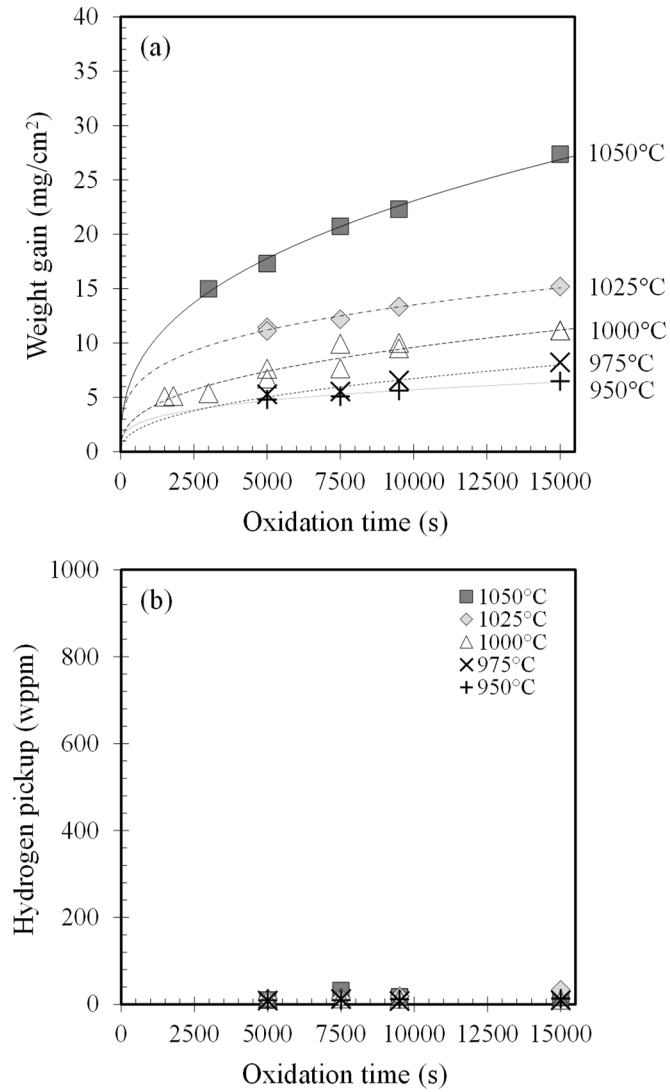 40
(a)
35
30
1050°C
25
20
1025°C
15
1000°C
10
975°C
5
950°C
0
0 2500 5000 7500 10000 12500 15000
Weight gain (mg/cm²)
Oxidation time (s)
1000
(b)
1050°C
1025°C
800
1000°C
975°C
950°C
600
400
200
0
0 2500 5000 7500 10000 12500 15000
Hydrogen pickup (wppm)
Oxidation time (s)